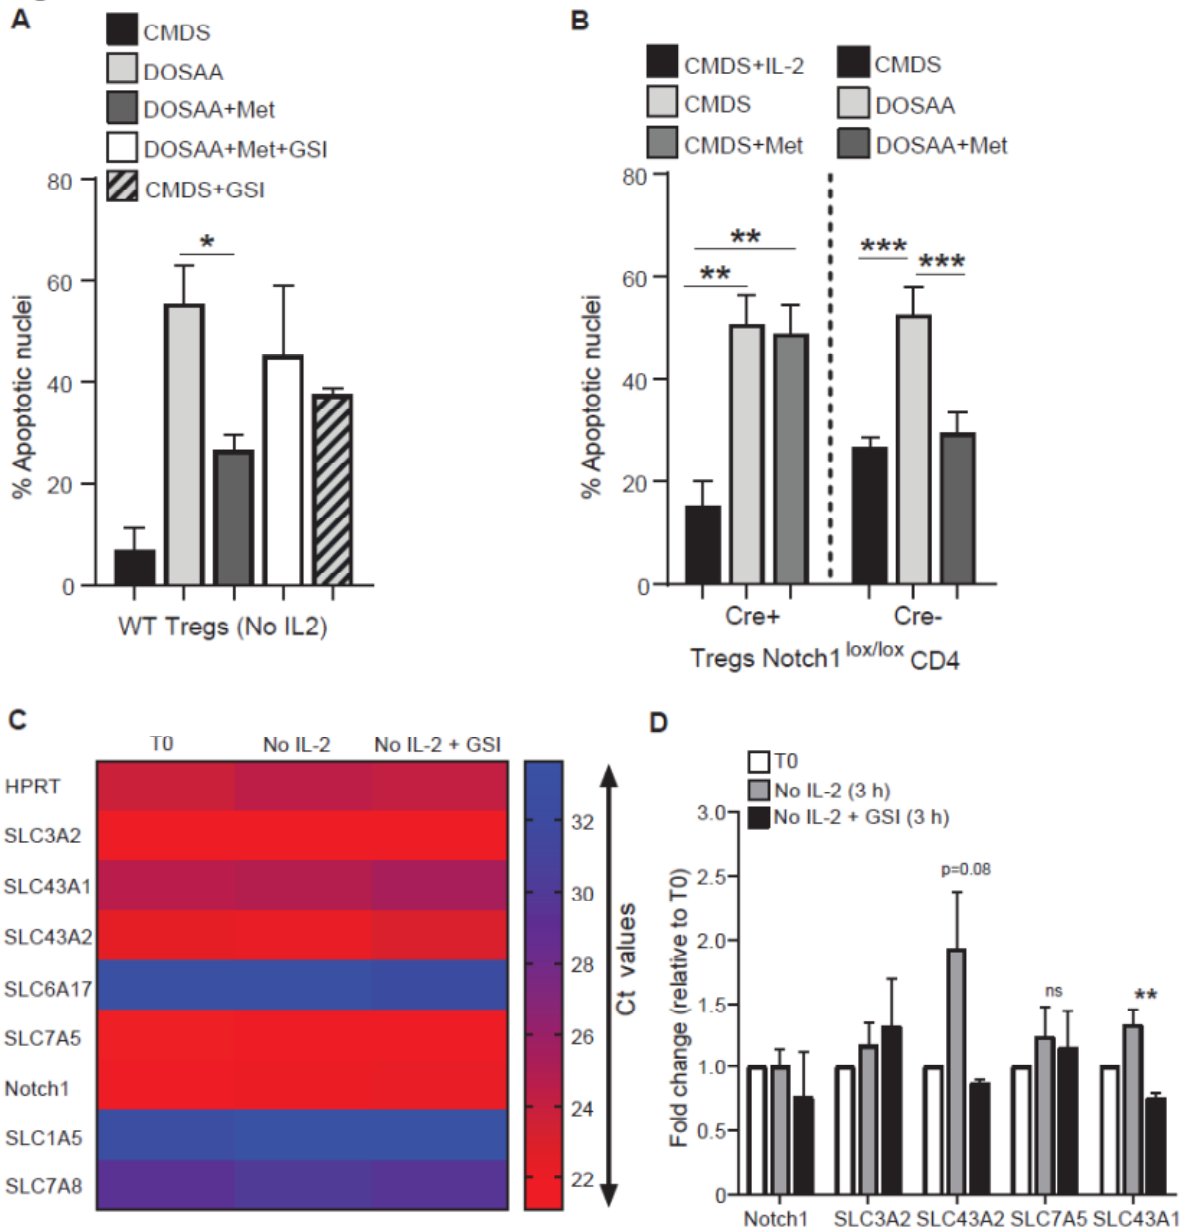 A
CMDS
DOSAA
DOSAA+Met
DOSAA+Met+GSI
CMDS+GSI
80
60
40
20
0
% Apoptotic nuclei
*
WT Tregs (No IL2)
B
CMDS+IL-2
CMDS
CMDS+Met
CMDS
DOSAA
DOSAA+Met
80
60
40
20
0
% Apoptotic nuclei
**
**
***
***
Cre+
Cre-
Tregs Notch1 lox/lox CD4
C
T0
No IL-2
No IL-2 + GSI
HPRT
SLC3A2
SLC43A1
SLC43A2
SLC6A17
SLC7A5
Notch1
SLC1A5
SLC7A8
32
30
28
26
24
22
Ct values
D
T0
No IL-2 (3 h)
No IL-2 + GSI (3 h)
3.0
2.5
2.0
1.5
1.0
0.5
0
Fold change (relative to T0)
p=0.08
ns
**
Notch1
SLC3A2
SLC43A2
SLC7A5
SLC43A1